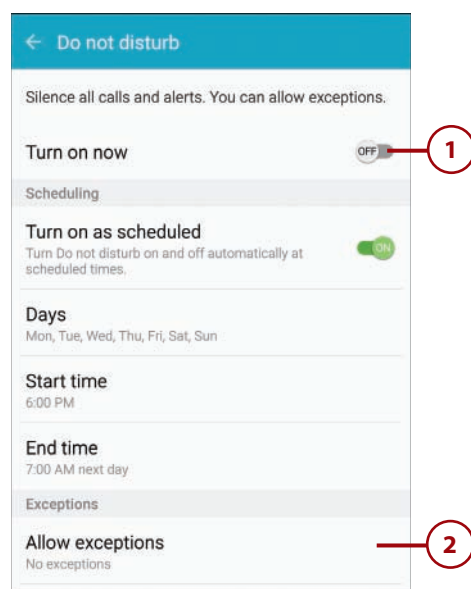 ← Do not disturb
Silence all calls and alerts. You can allow exceptions.
Turn on now
OFF
1
Scheduling
Turn on as scheduled
ON
Turn Do not disturb on and off automatically at
scheduled times.
Days
Mon, Tue, Wed, Thu, Fri, Sat, Sun
Start time
6:00 PM
End time
7:00 AM next day
Exceptions
Allow exceptions
2
No exceptions